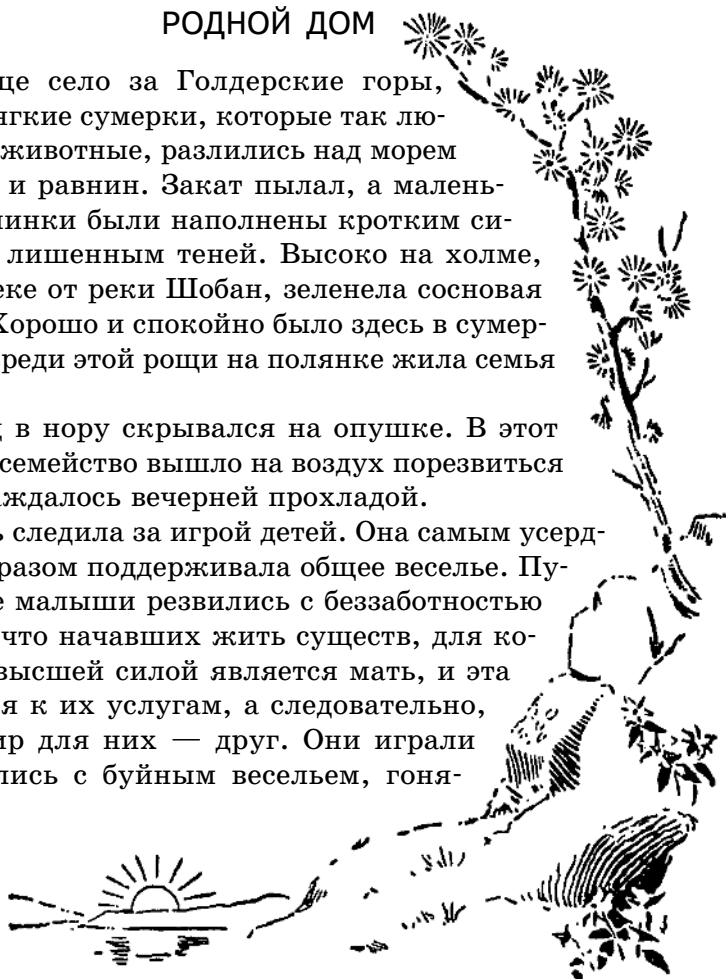 РОДНОЙ ДОМ
це село за Голдерские горы,
ягкие сумерки, которые так лю-
животные, разлились над морем
и равнин. Закат пылал, а малень-
инки были наполнены кротким си-
лишенным теней. Высоко на холме,
еке от реки Шобан, зеленела сосновая
Хорошо и спокойно было здесь в сумер-
реди этой рощи на полянке жила семья
в нору скрывался на опушке. В этот
семейство вышло на воздух порезвиться
аждалось вечерней прохладой.
следила за игрой детей. Она самым усерд-
разом поддерживала общее веселье. Пу-
е малыши резвились с беззаботностью
что начавших жить существ, для ко-
высшей силой является мать, и эта
я к их услугам, а следовательно,
ир для них — друг. Они играли
лись с буйным весельем, гоня-